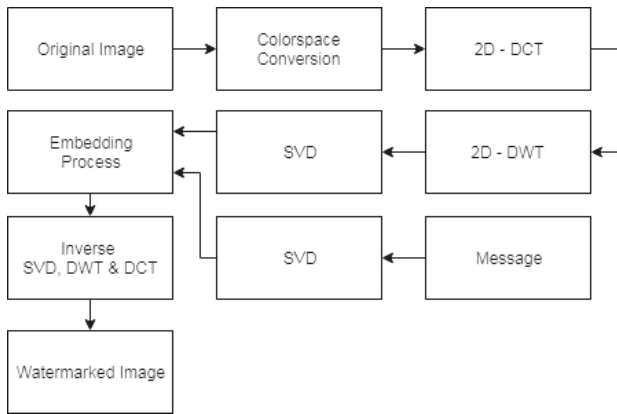 Original Image
Colorspace
Conversion
2D - DCT
Embedding
Process
SVD
2D - DWT
Inverse
SVD, DWT & DCT
SVD
Message
Watermarked Image